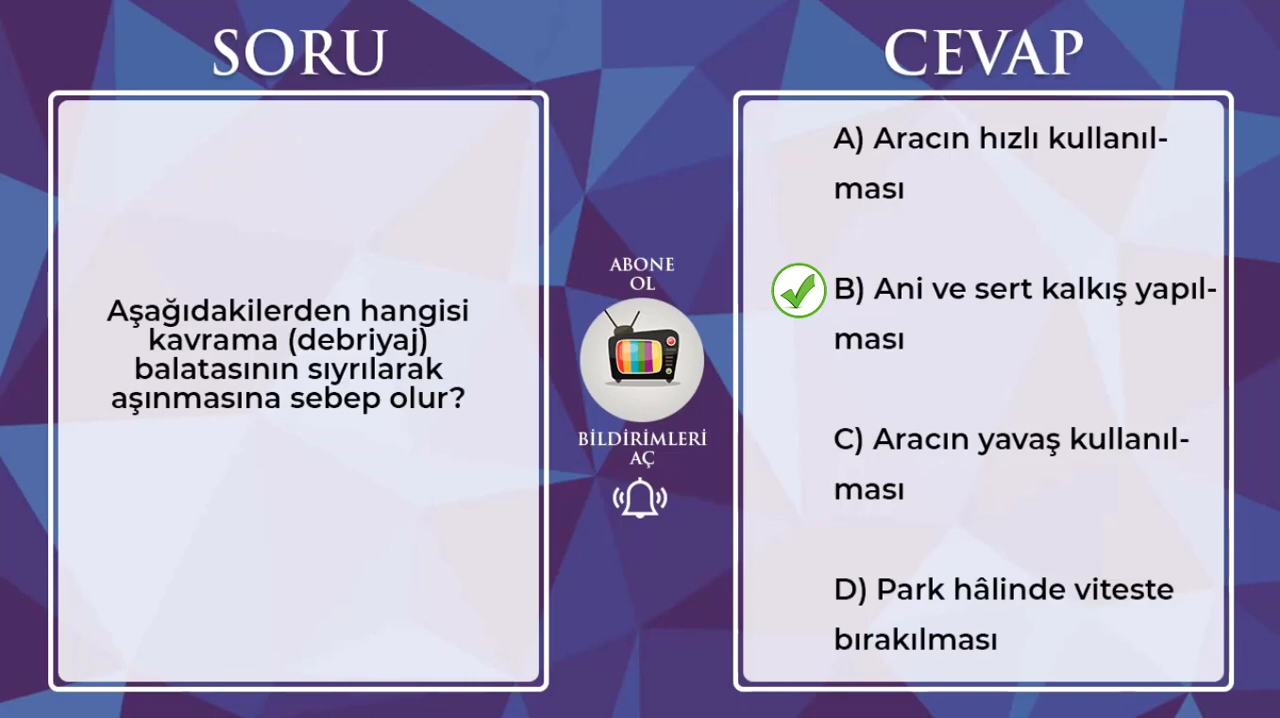 SORU
Aşağıdakilerden hangisi
kavrama (debriyaj)
balatasının sıyrılarak
aşınmasına sebep olur?
ABONE
OL
BİLDİRİMLERİ
AÇ
CEVAP
A) Aracın hızlı kullanıl-
ması
B) Ani ve sert kalkış yapıl-
ması
C) Aracın yavaş kullanıl-
ması
D) Park hâlinde viteste
bırakılması